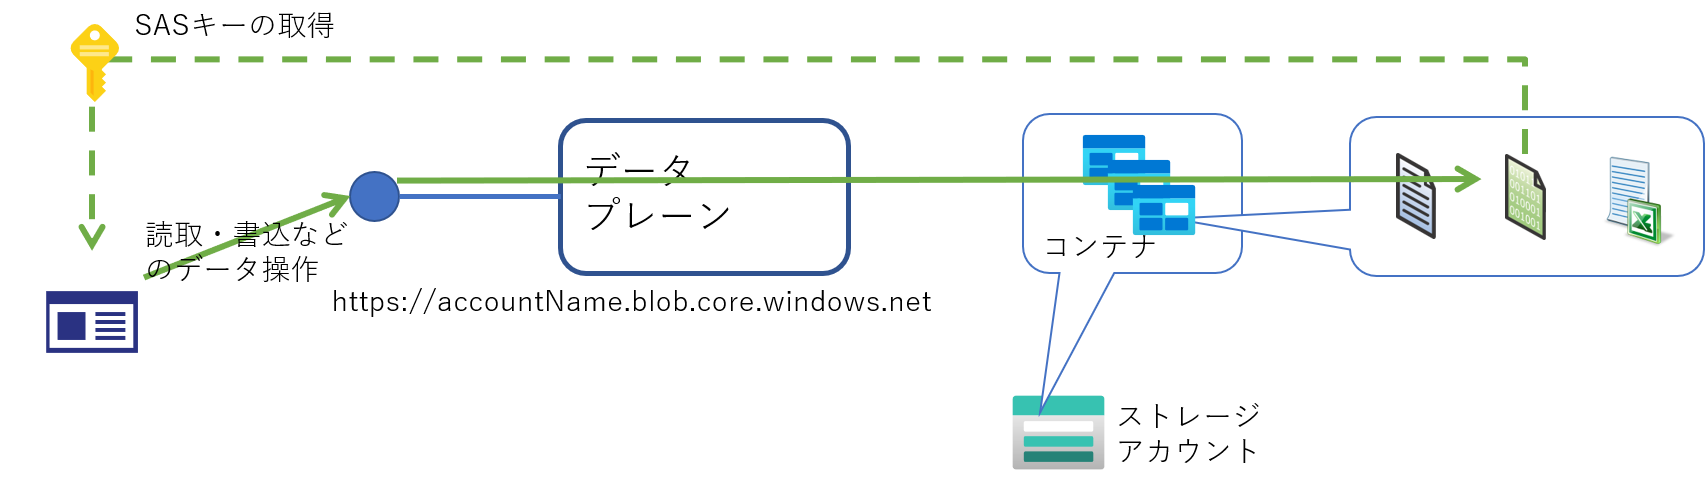 SASキーの取得
データ
プレーン
読取・書込など
のデータ操作
コンテナ
https://accountName.blob.core.windows.net
ストレージ
アカウント